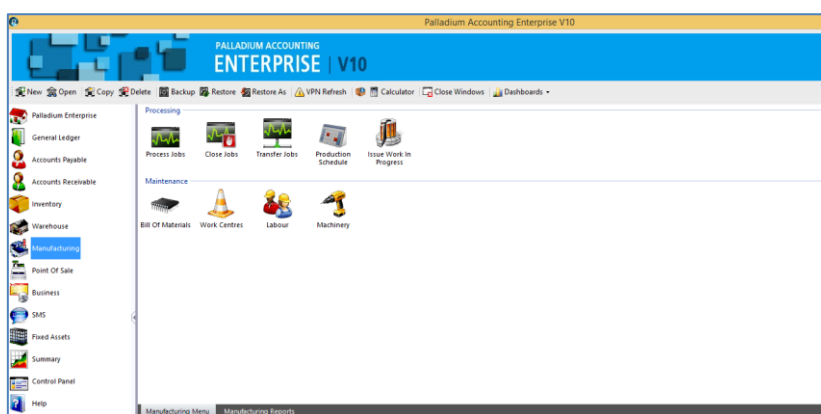 Palladium Accounting Enterprise V10
PALLADIUM ACCOUNTING
ENTERPRISE | V10
New Open Copy Delete Backup Restore Restore As VPN Refresh Calculator Close Windows Dashboards
Palladium Enterprise
General Ledger
Accounts Payable
Accounts Receivable
Inventory
Warehouse
Manufacturing
Point Of Sale
Business
SMS
Fixed Assets
Summary
Control Panel
Help
Processing
Process Jobs Close Jobs Transfer Jobs Production Schedule Issue Work In Progress
Maintenance
Bill Of Materials Work Centres Labour Machinery
Manufacturing Menu Manufacturing Reports